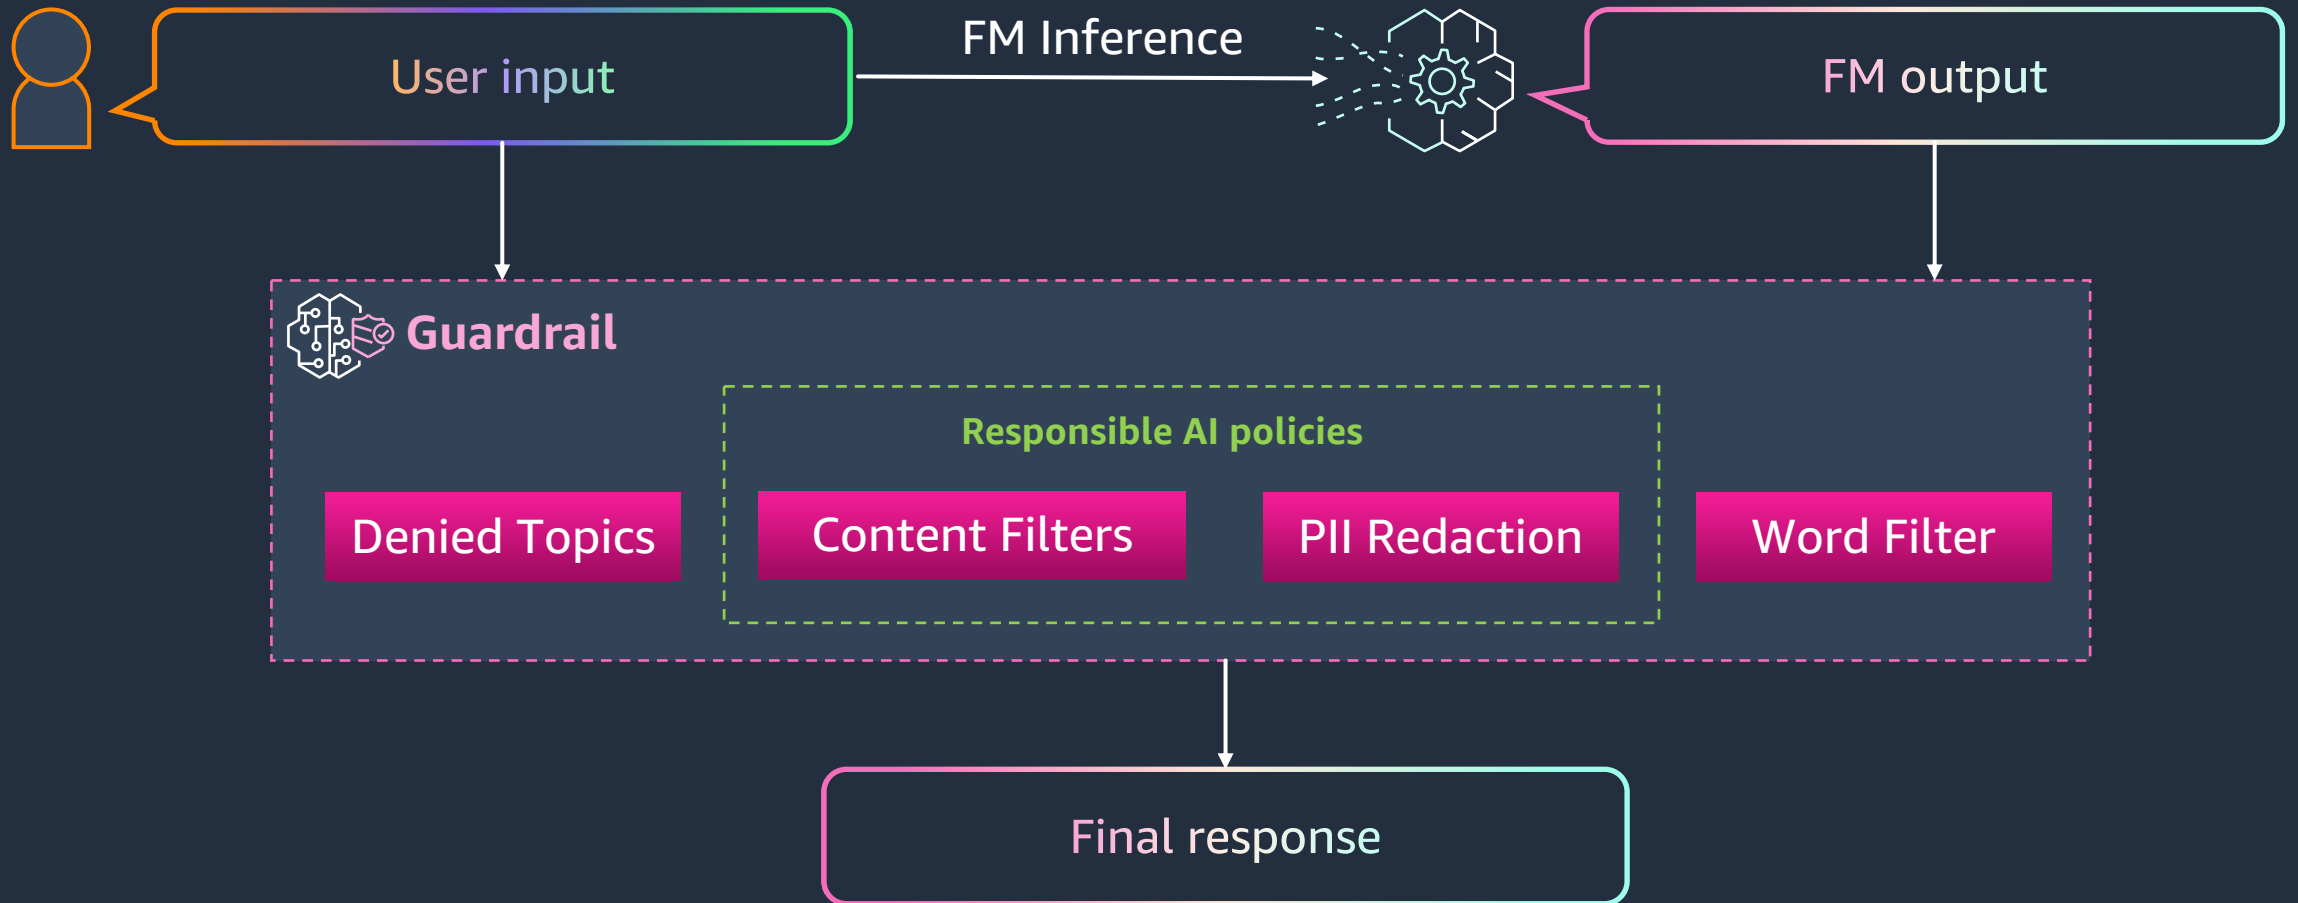 User input
FM Inference
FM output
Guardrail
Responsible AI policies
Denied Topics
Content Filters
PII Redaction
Word Filter
Final response